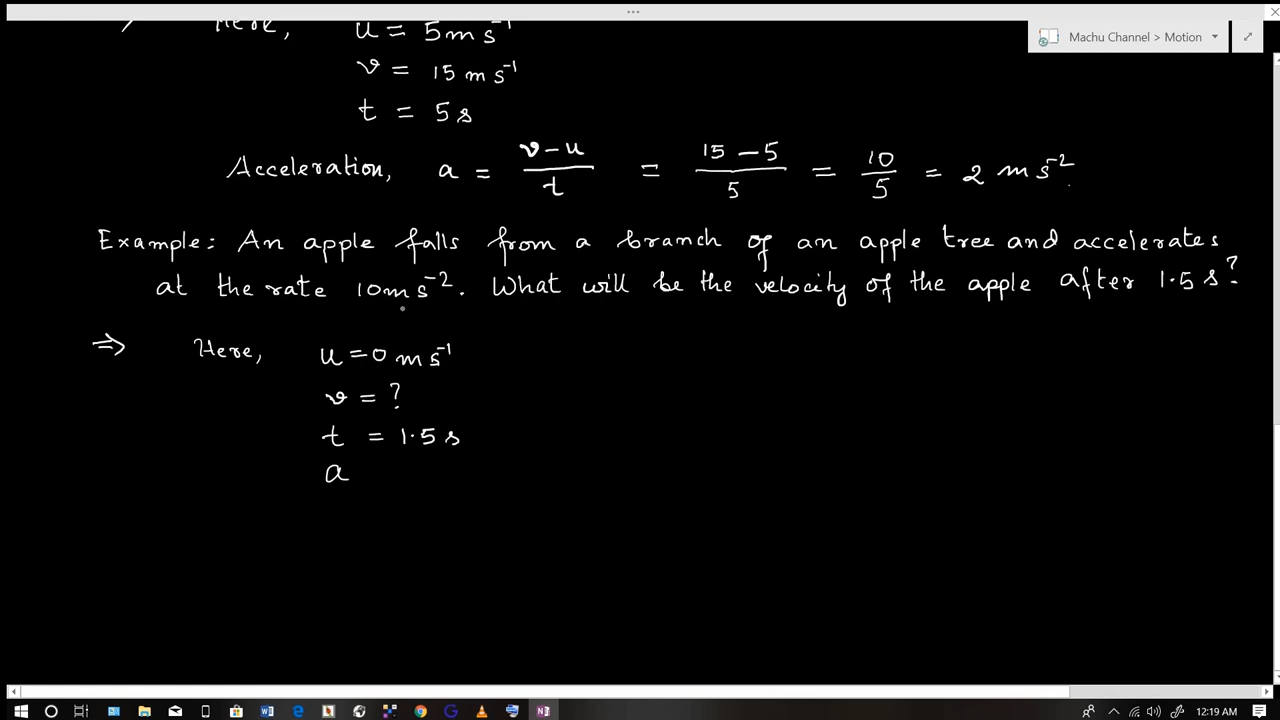 ...
Machu Channel > Motion
Here, u = 5 m s⁻¹
v = 15 m s⁻¹
t = 5 s
Acceleration, a = v-u/t = 15-5/5 = 10/5 = 2 m s⁻²
Example: An apple falls from a branch of an apple tree and accelerates
at the rate 10 m s⁻². What will be the velocity of the apple after 1.5 s?
⇒ Here, u = 0 m s⁻¹
v = ?
t = 1.5 s
a
12:19 AM